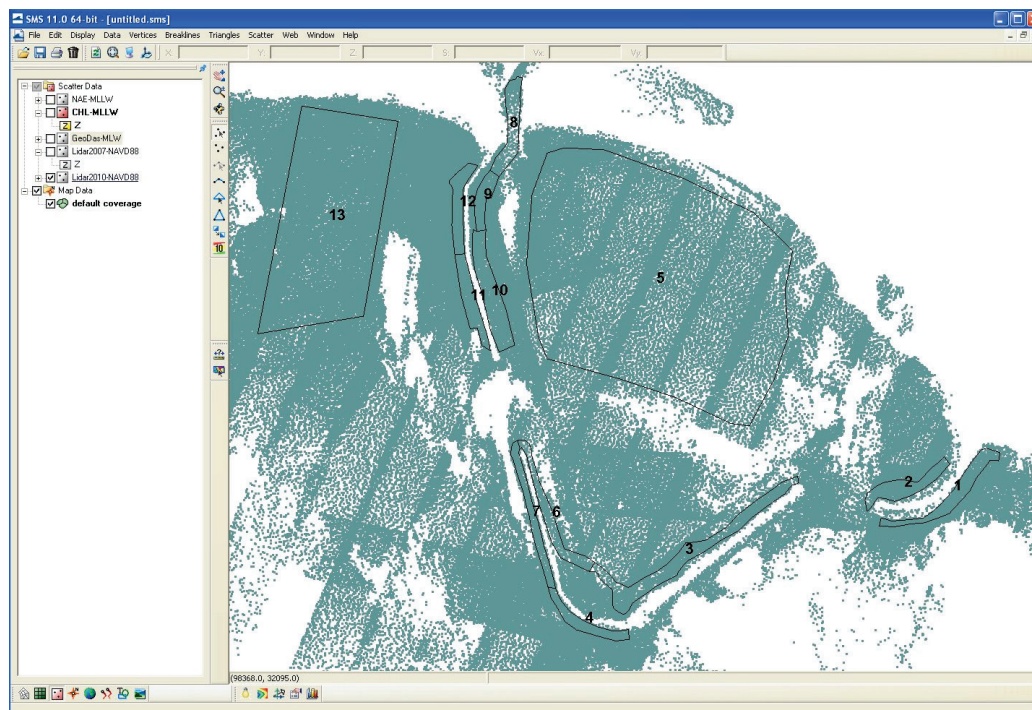 SMS 11.0 64-bit - [untitled.sms]
File Edit Display Data Vertices Breaklines Triangles Scatter Web Window Help
X: Y: Z: S: Vx: Vy:
Scatter Data
NAE-MLLW
CHL-MLLW
Z
GeoDas-MLW
Lidar2007-NAVD88
Z
Lidar2010-NAVD88
Map Data
default coverage
10
8
9
12
13
5
11
10
2
1
7
6
3
4
(98368.0, 32095.0)